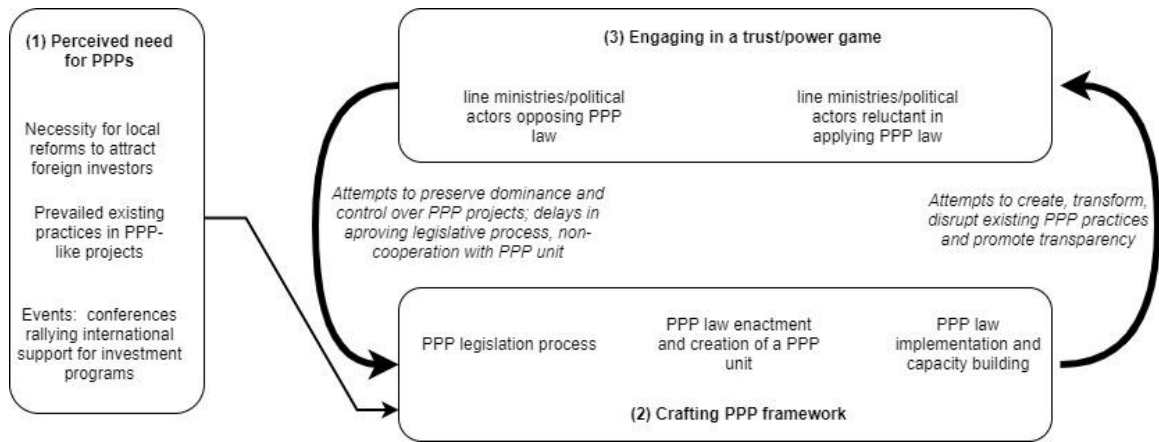 (1) Perceived need
for PPPs
Necessity for local
reforms to attract
foreign investors
Prevailed existing
practices in PPP-
like projects
Events: conferences
rallying international
support for investment
programs
(3) Engaging in a trust/power game
line ministries/political
actors opposing PPP
law
line ministries/political
actors reluctant in
applying PPP law
Attempts to preserve dominance and
control over PPP projects; delays in
aproving legislative process, non-
cooperation with PPP unit
Attempts to create, transform,
disrupt existing PPP practices
and promote transparency
PPP legislation process
PPP law enactment
and creation of a PPP
unit
PPP law
implementation and
capacity building
(2) Crafting PPP framework